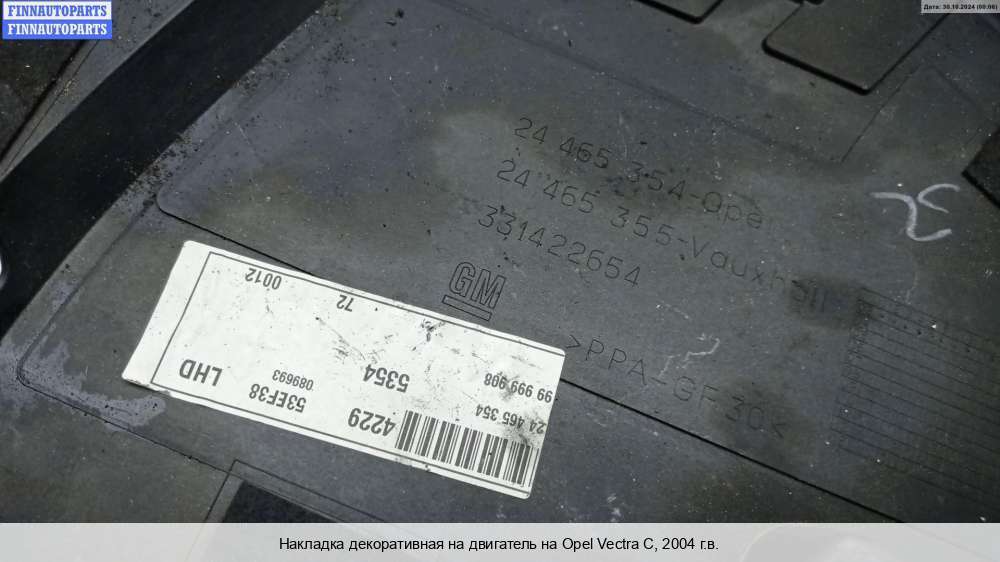 FINNAUTOPARTS
FINNAUTOPARTS
Дата: 30.10.2024 (00:06)
24 465 354-Opel
24 465 355-Vauxhall
331422654
GM
>PPA-GF30<
24 465 354
99 999 998
4229
5354
72
53EF38
089693
0012
LHD
Накладка декоративная на двигатель на Opel Vectra C, 2004 г.в.